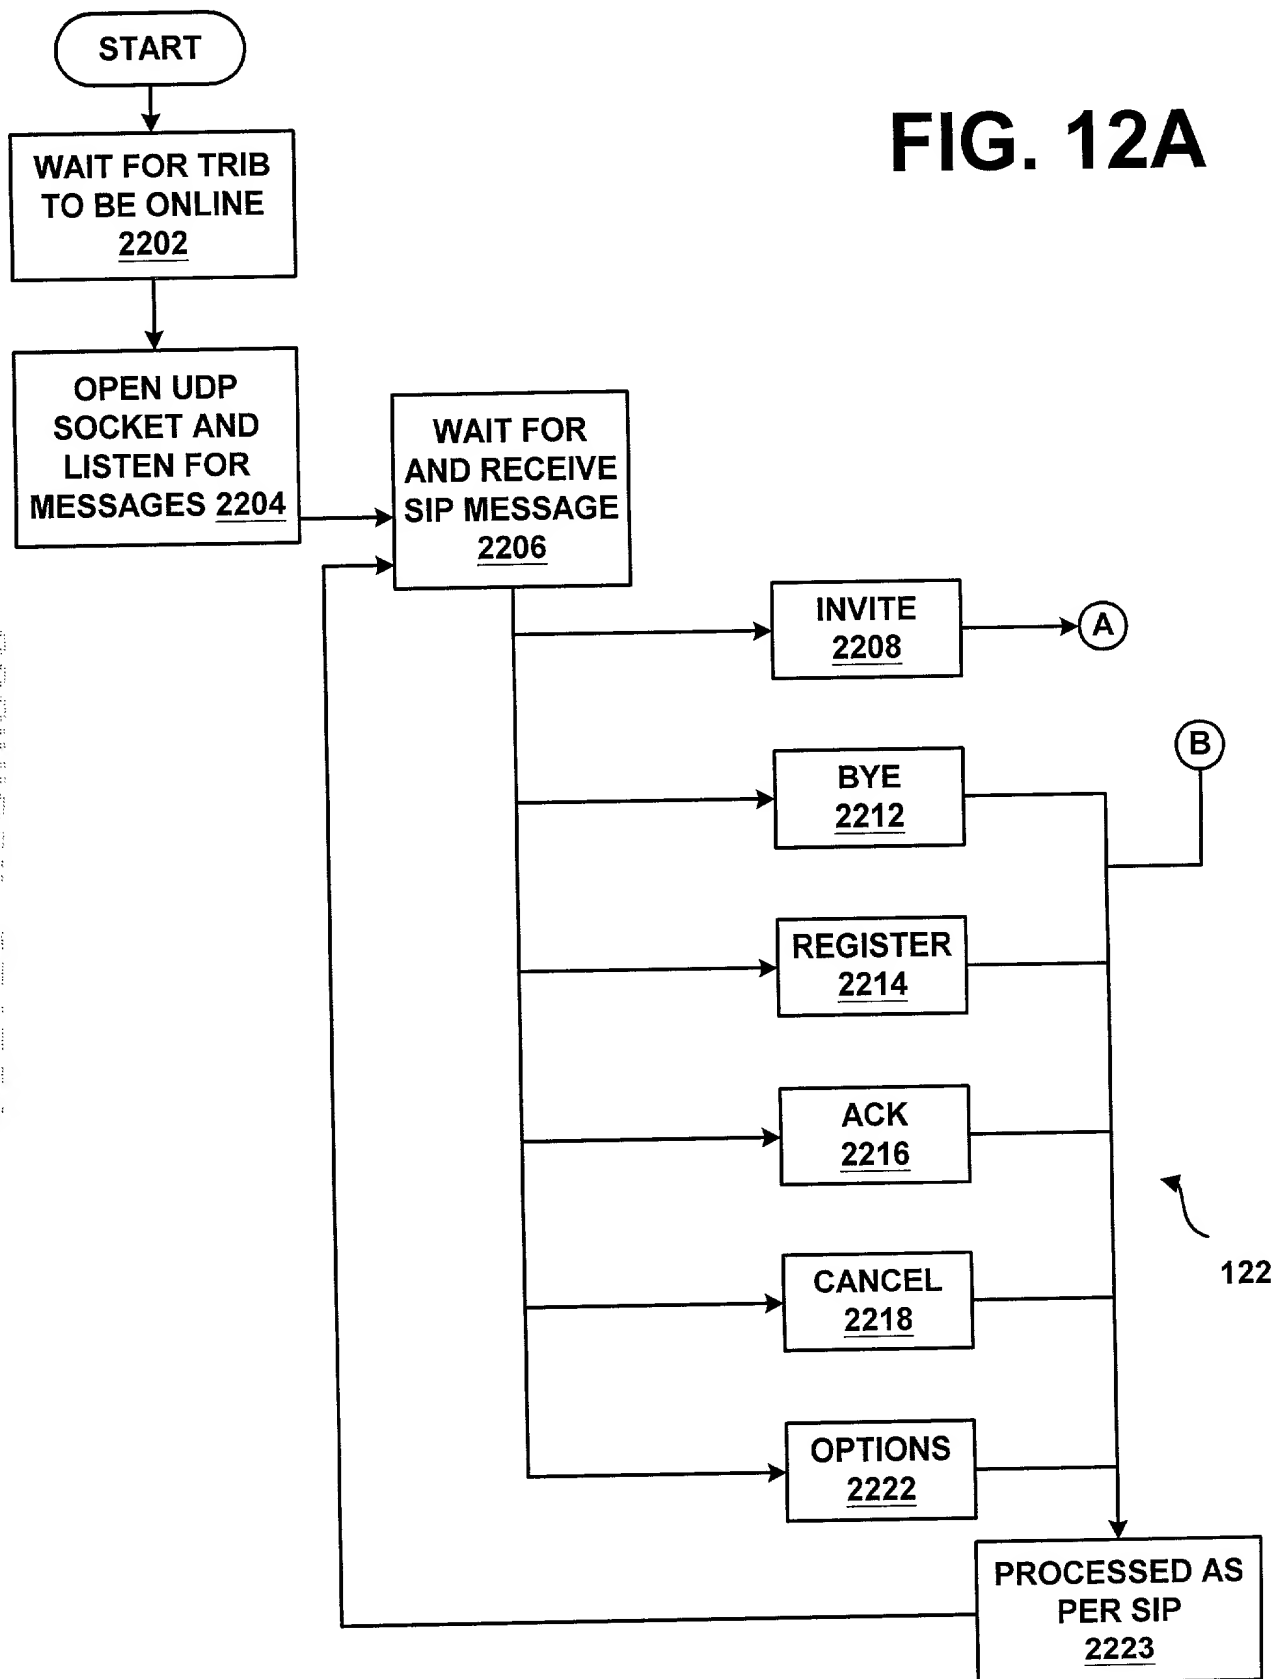 START
FIG. 12A
WAIT FOR TRIB
TO BE ONLINE
2202
OPEN UDP
SOCKET AND
LISTEN FOR
MESSAGES 2204
WAIT FOR
AND RECEIVE
SIP MESSAGE
2206
INVITE
2208
A
B
BYE
2212
REGISTER
2214
ACK
2216
122
CANCEL
2218
OPTIONS
2222
PROCESSED AS
PER SIP
2223